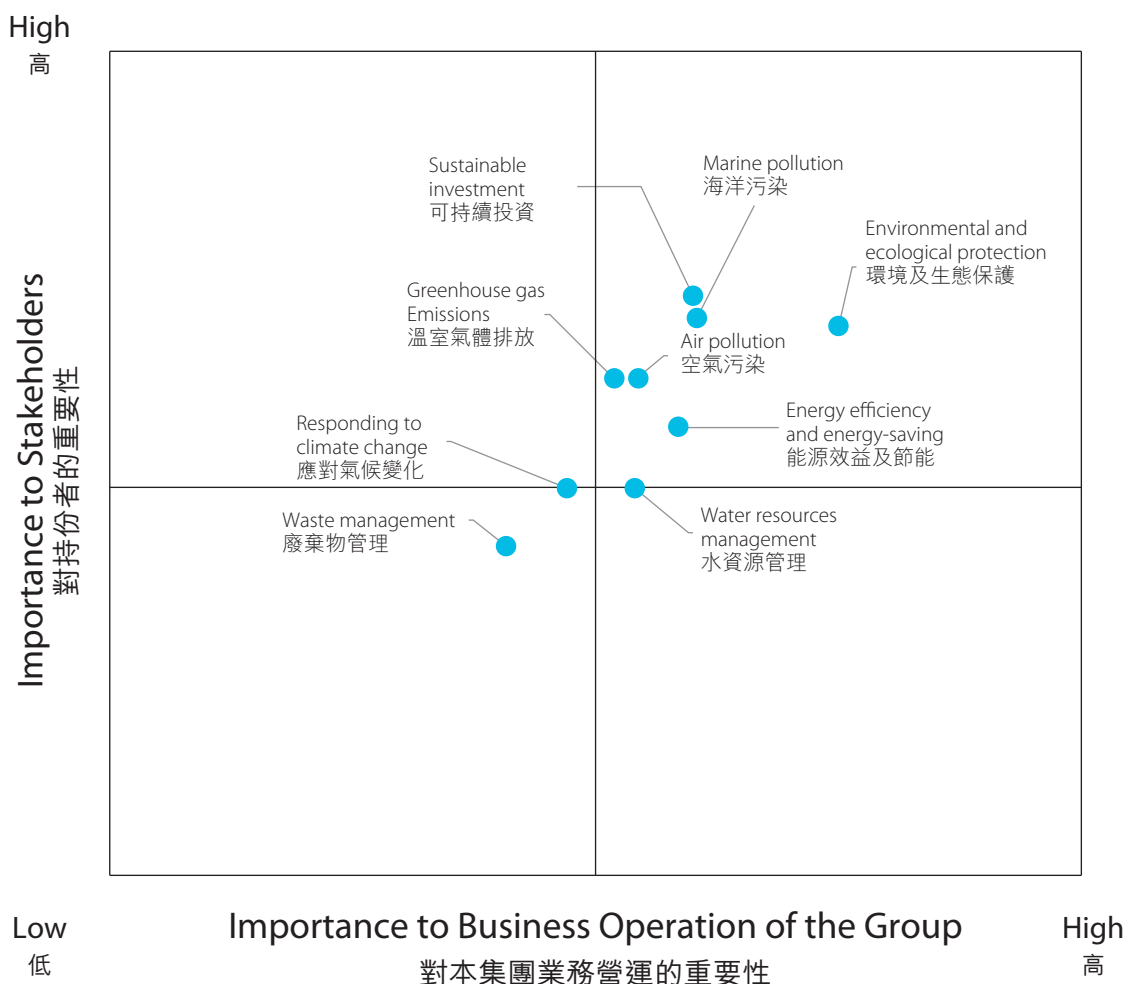 High
高
Sustainable
investment
可持續投資
Marine pollution
海洋污染
Environmental and
ecological protection
環境及生態保護
Greenhouse gas
Emissions
溫室氣體排放
Air pollution
空氣污染
Energy efficiency
and energy-saving
能源效益及節能
Responding to
climate change
應對氣候變化
Waste management
廢棄物管理
Water resources
management
水資源管理
Importance to Stakeholders
對持份者的重要性
Low
低
Importance to Business Operation of the Group
對本集團業務營運的重要性
High
高